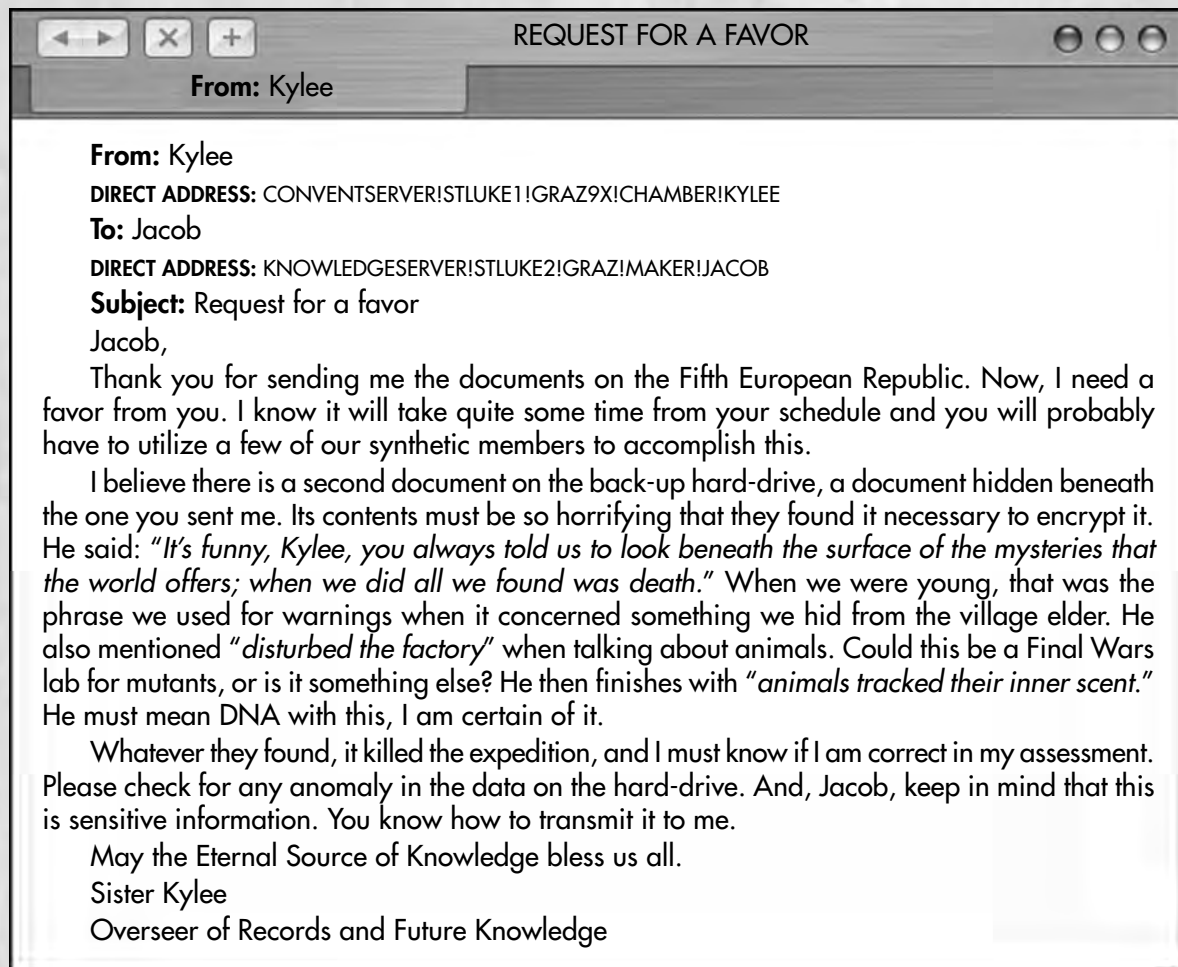 REQUEST FOR A FAVOR
From: Kylee
From: Kylee
DIRECT ADDRESS: CONVENTSERVER!STLUKE1!GRAZ9X!CHAMBER!KYLEE
To: Jacob
DIRECT ADDRESS: KNOWLEDGESERVER!STLUKE2!GRAZ!MAKER!JACOB
Subject: Request for a favor
Jacob,
Thank you for sending me the documents on the Fifth European Republic. Now, I need a
favor from you. I know it will take quite some time from your schedule and you will probably
have to utilize a few of our synthetic members to accomplish this.
I believe there is a second document on the back-up hard-drive, a document hidden beneath
the one you sent me. Its contents must be so horrifying that they found it necessary to encrypt it.
He said: "It's funny, Kylee, you always told us to look beneath the surface of the mysteries that
the world offers; when we did all we found was death." When we were young, that was the
phrase we used for warnings when it concerned something we hid from the village elder. He
also mentioned "disturbed the factory" when talking about animals. Could this be a Final Wars
lab for mutants, or is it something else? He then finishes with "animals tracked their inner scent."
He must mean DNA with this, I am certain of it.
Whatever they found, it killed the expedition, and I must know if I am correct in my assessment.
Please check for any anomaly in the data on the hard-drive. And, Jacob, keep in mind that this
is sensitive information. You know how to transmit it to me.
May the Eternal Source of Knowledge bless us all.
Sister Kylee
Overseer of Records and Future Knowledge